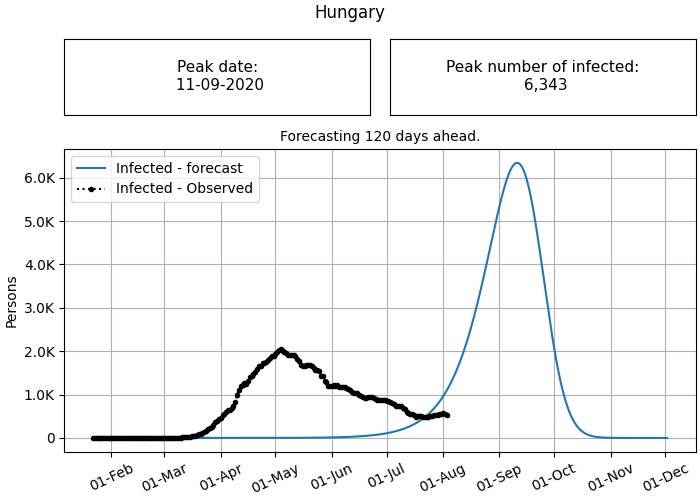 Hungary
Peak date:
11-09-2020
Peak number of infected:
6,343
Forecasting 120 days ahead.
Infected - forecast
Infected - Observed
Persons
6.0K
5.0K
4.0K
3.0K
2.0K
1.0K
0
01-Feb
01-Mar
01-Apr
01-May
01-Jun
01-Jul
01-Aug
01-Sep
01-Oct
01-Nov
01-Dec